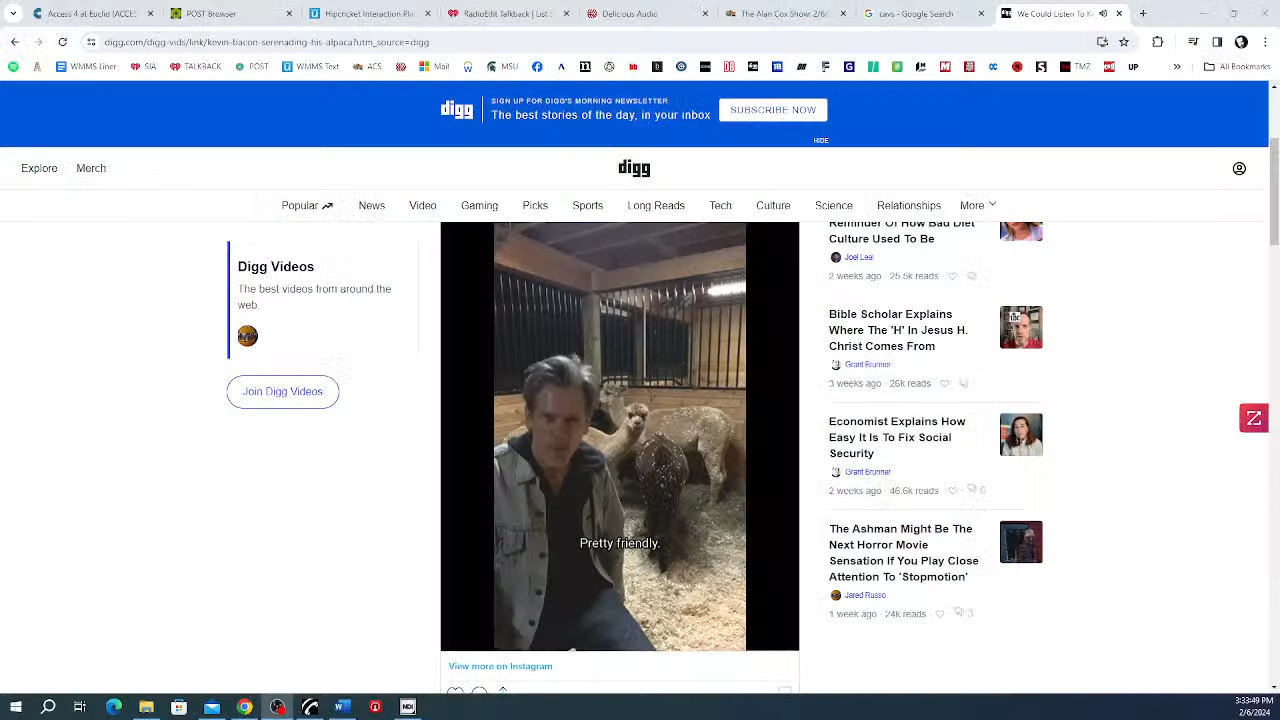 Access 4 at Euclid (ACCES
POST Browser
Hipcricket Interaction Pla
RadioEdit Talkback | List
Delicious Audio
The Alan Cox Show: 2/6/
cavs - Google Search
We Could Listen To K
digg.com/digg-vids/link/kevin-bacon-serenading-his-alpaca?utm_source=digg
WMMS Liner
SIA
TALKBACK
POST
WMMS Text
ACS
Mail
MSU
TMZ
UP
All Bookmarks
digg
SIGN UP FOR DIGG'S MORNING NEWSLETTER
The best stories of the day, in your inbox
SUBSCRIBE NOW
HIDE
Explore
Merch
digg
Popular
News
Video
Gaming
Picks
Sports
Long Reads
Tech
Culture
Science
Relationships
More
Digg Videos
The best videos from around the
web.
Join Digg Videos
Pretty friendly.
View more on Instagram
Reminder Of How Bad Diet
Culture Used To Be
Joel Leal
2 weeks ago · 25.5k reads
Bible Scholar Explains
Where The 'H' In Jesus H.
Christ Comes From
Grant Brunner
3 weeks ago · 26k reads
Economist Explains How
Easy It Is To Fix Social
Security
Grant Brunner
2 weeks ago · 46.6k reads
6
The Ashman Might Be The
Next Horror Movie
Sensation If You Play Close
Attention To 'Stopmotion'
Jared Russo
1 week ago · 24k reads
3
3:33:49 PM
2/6/2024